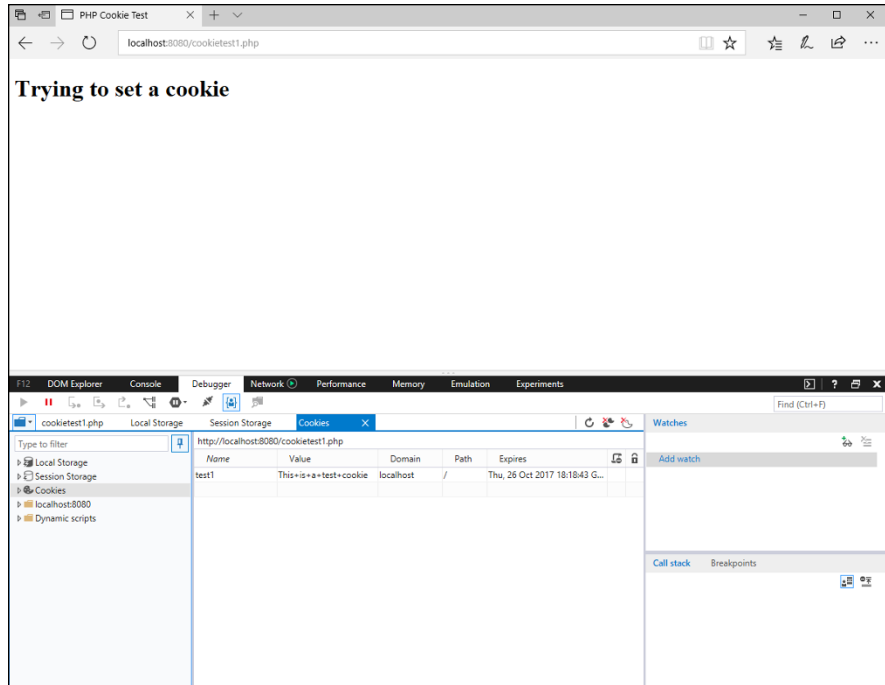 PHP Cookie Test
localhost:8080/cookietest1.php
Trying to set a cookie
F12 DOM Explorer Console Debugger Network Performance Memory Emulation Experiments
Find (Ctrl+F)
cookietest1.php Local Storage Session Storage Cookies
Watches
Type to filter
http://localhost:8080/cookietest1.php
Name Value Domain Path Expires
Add watch
Local Storage
test1 This+is+a+test+cookie localhost / Thu, 26 Oct 2017 18:18:43 G...
Session Storage
Cookies
localhost:8080
Dynamic scripts
Call stack Breakpoints